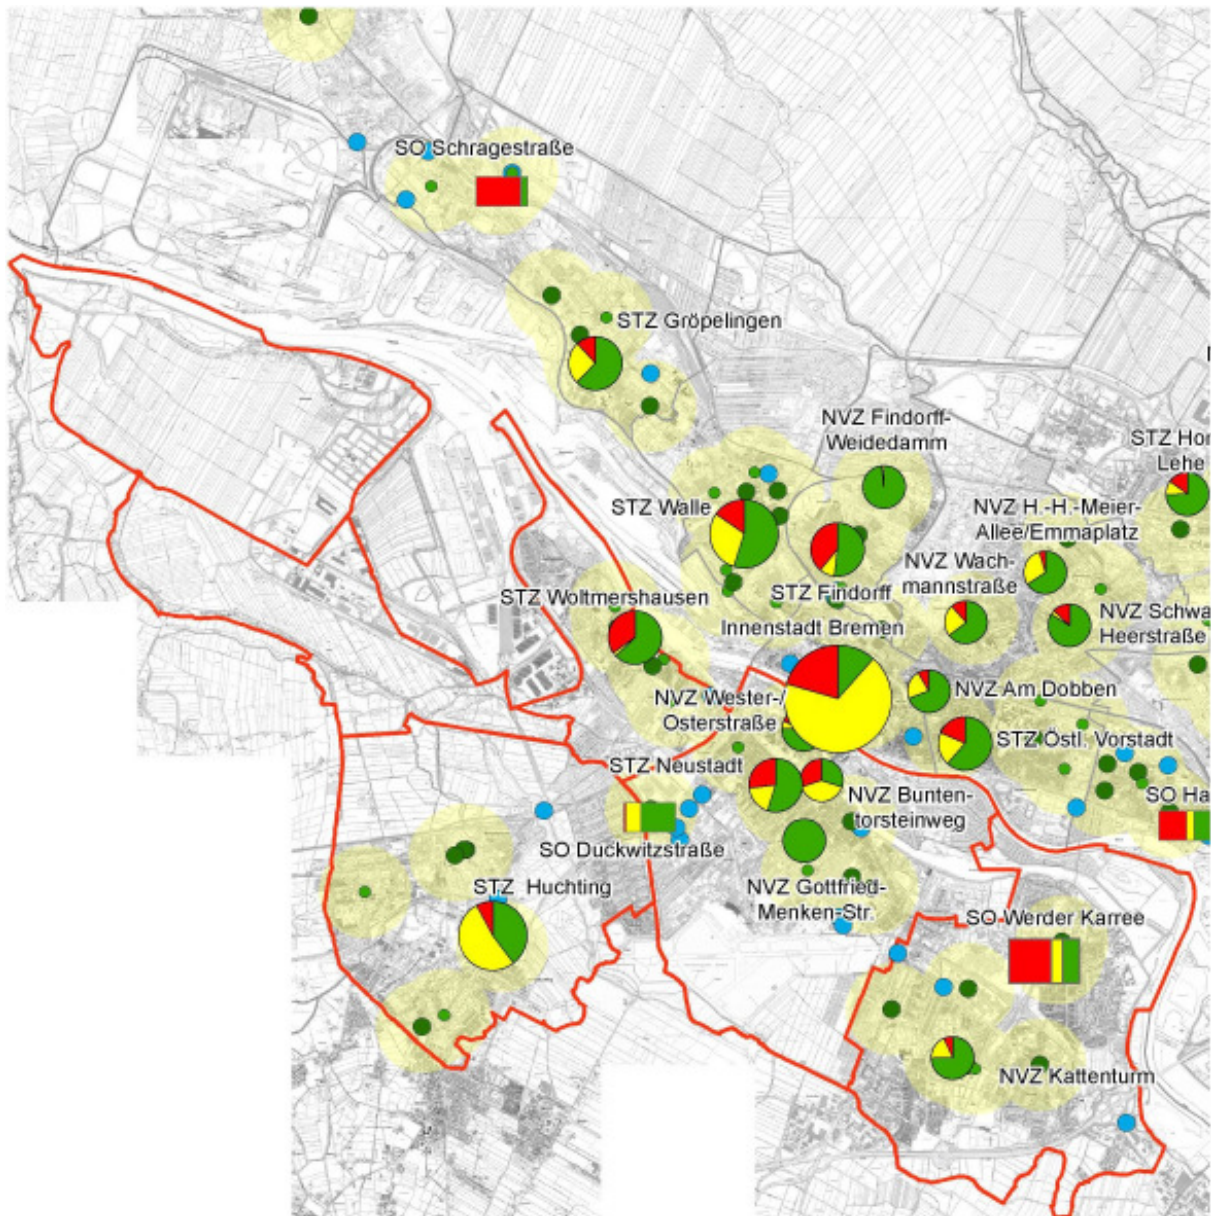 SO Schragestraße
STZ Gröpelingen
NVZ Findorff-
Weidedamm
STZ Hor
Lehe
STZ Walle
NVZ H.-H.-Meier-
Allee/Emmaplatz
NVZ Wach-
mannstraße
STZ Findorff
STZ Woltmershausen
NVZ Schwa
Heerstraße
Innenstadt Bremen
NVZ Wester-/
Osterstraße
NVZ Am Dobben
STZ Östl. Vorstadt
STZ Neustadt
NVZ Bunten-
torsteinweg
SO Ha
SO Duckwitzstraße
STZ Huchting
NVZ Gottfried-
Menken-Str.
SO Werder Karree
NVZ Kattenturm